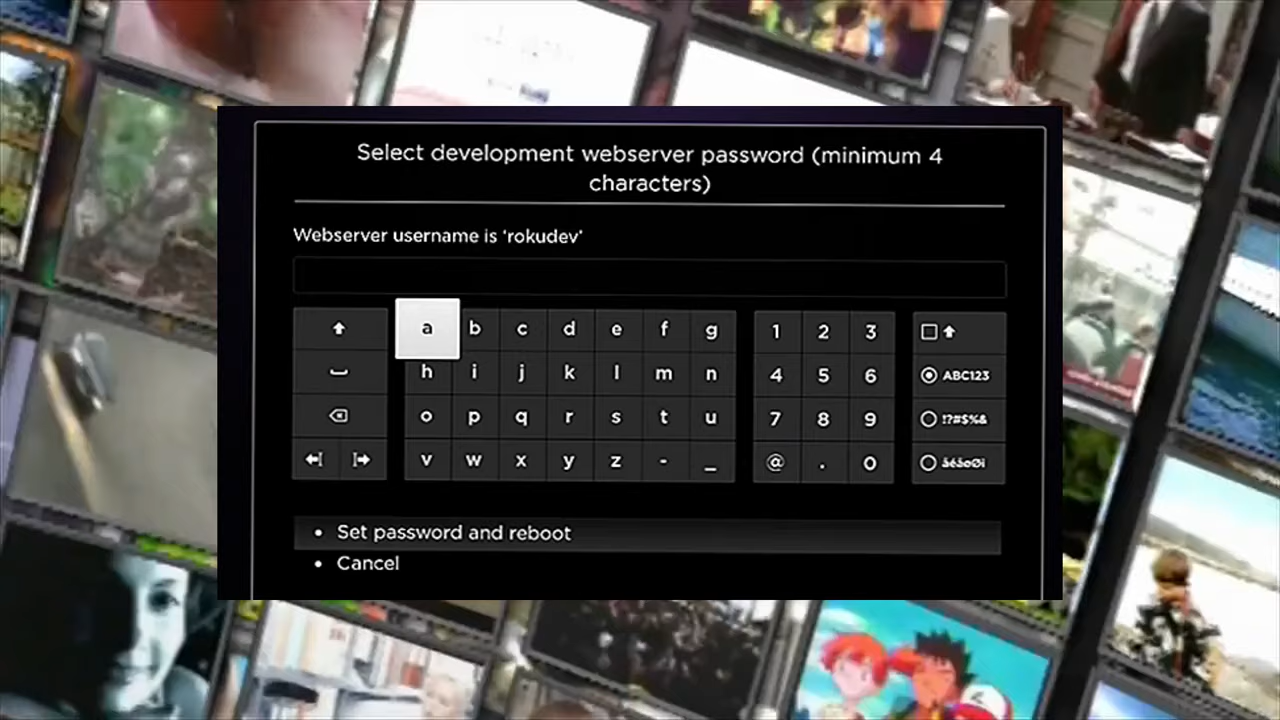 Select development webserver password (minimum 4
characters)
Webserver username is 'rokudev'
a b c d e f g 1 2 3
h i j k l m n 4 5 6 ABC123
o p q r s t u 7 8 9 !?#$%&
v w x y z - _ @ . 0 åéåøØi
Set password and reboot
Cancel